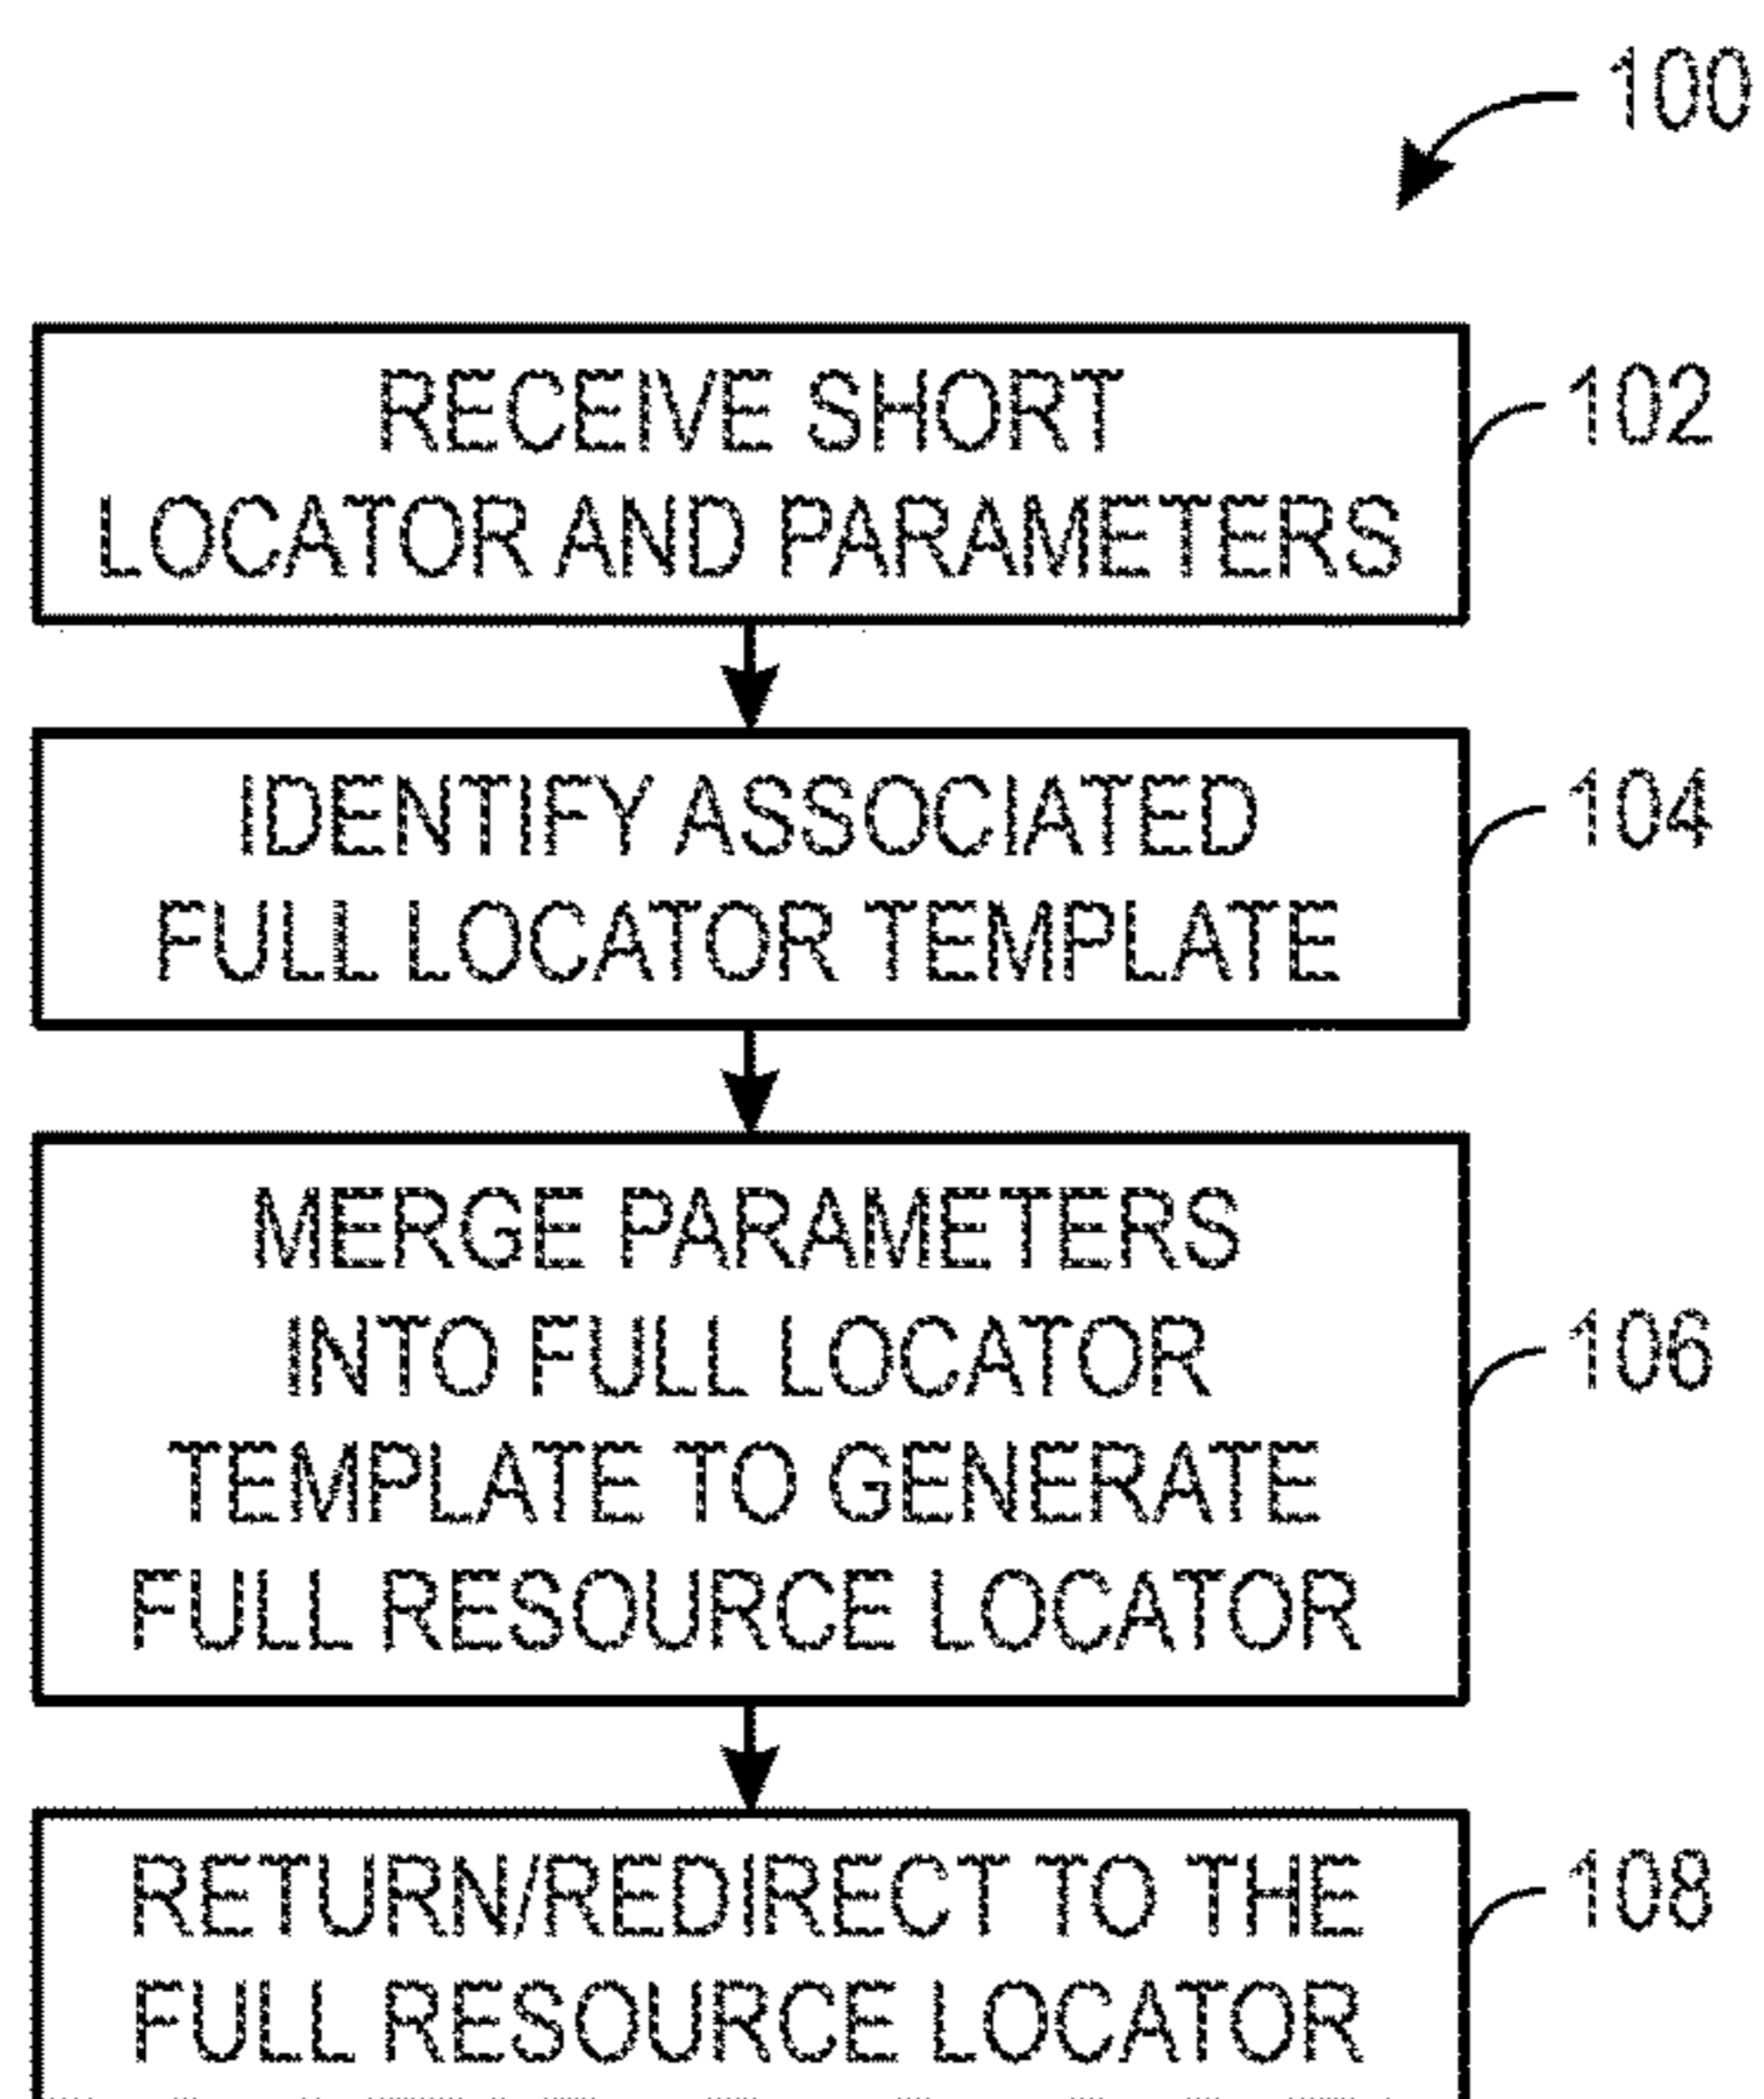 100
RECEIVE SHORT
LOCATOR AND PARAMETERS
102
IDENTIFY ASSOCIATED
FULL LOCATOR TEMPLATE
104
MERGE PARAMETERS
INTO FULL LOCATOR
TEMPLATE TO GENERATE
FULL RESOURCE LOCATOR
106
RETURN/REDIRECT TO THE
FULL RESOURCE LOCATOR
108